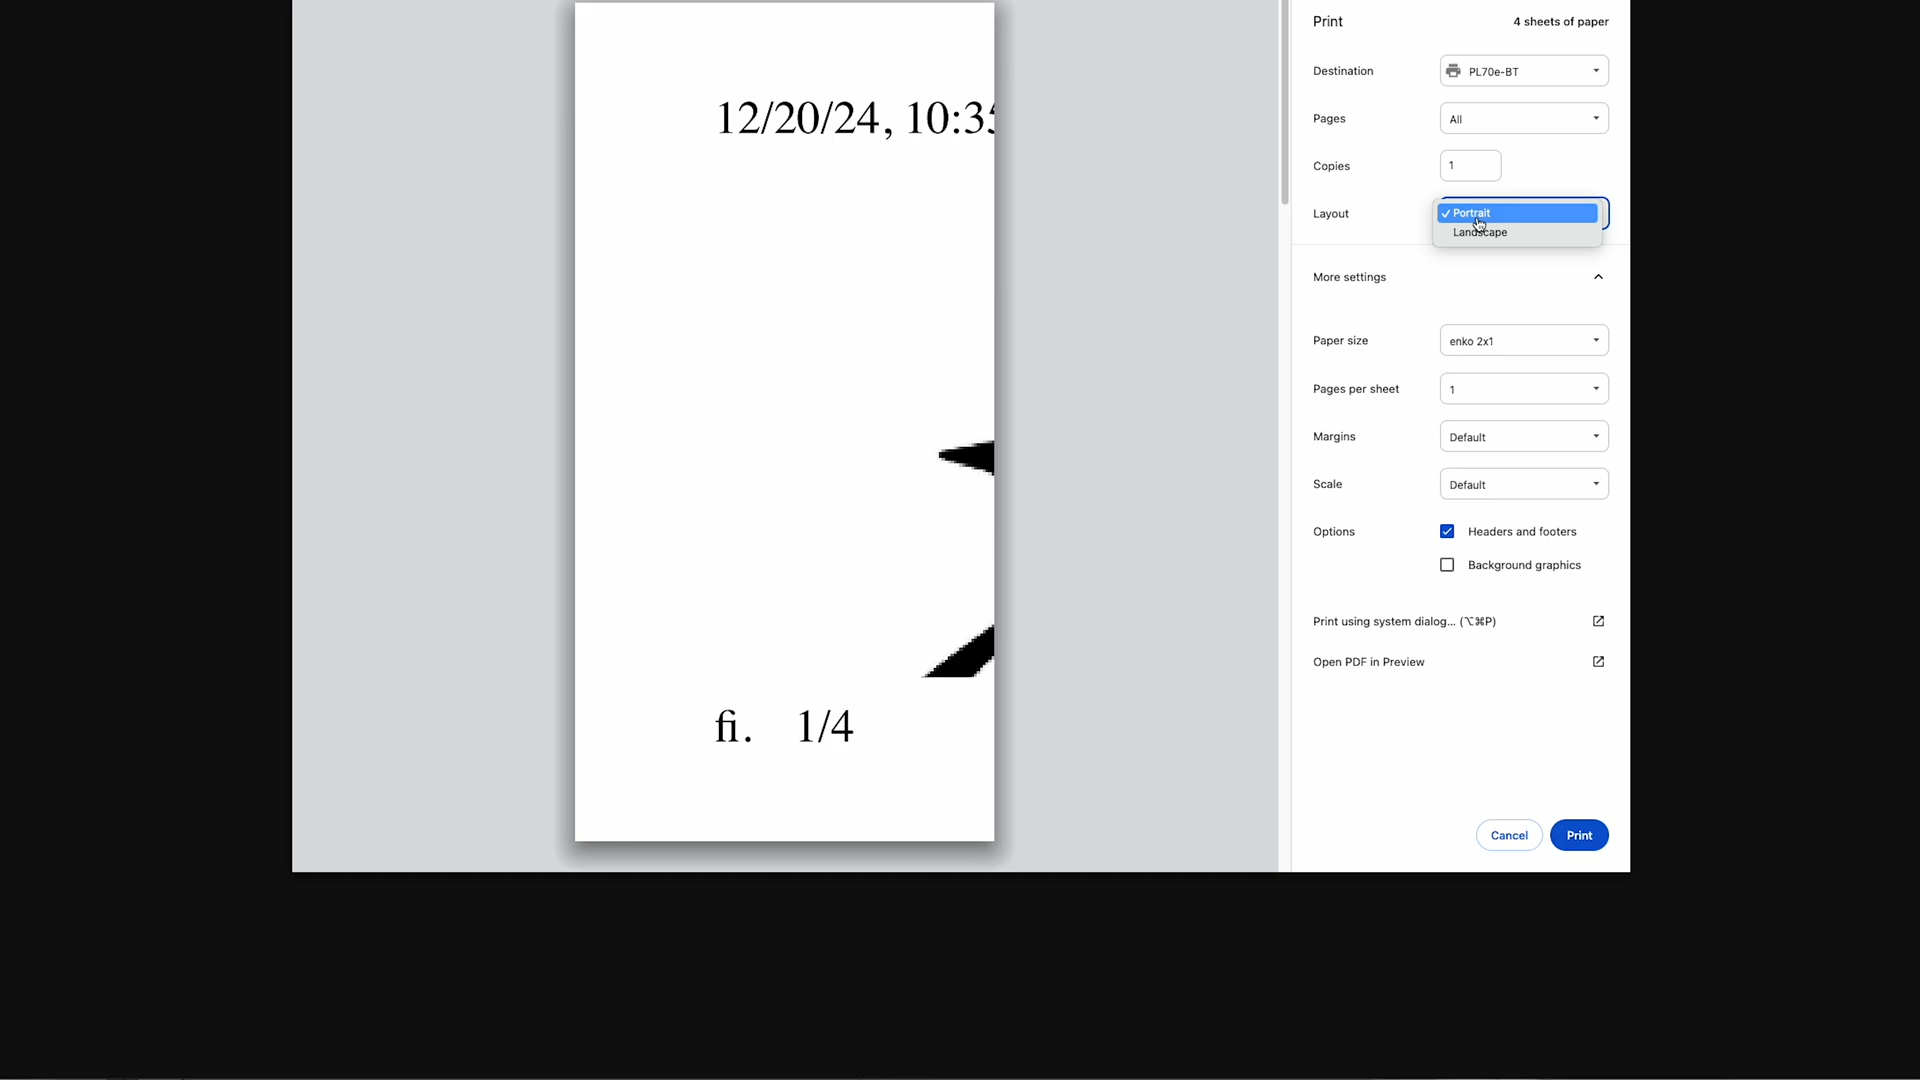 12/20/24, 10:35
fi. 1/4
Print
4 sheets of paper
Destination
PL70e-BT
Pages
All
Copies
1
Layout
✓ Portrait
Landscape
More settings
Paper size
enko 2x1
Pages per sheet
1
Margins
Default
Scale
Default
Options
Headers and footers
Background graphics
Print using system dialog... (⌥⌘P)
Open PDF in Preview
Cancel
Print